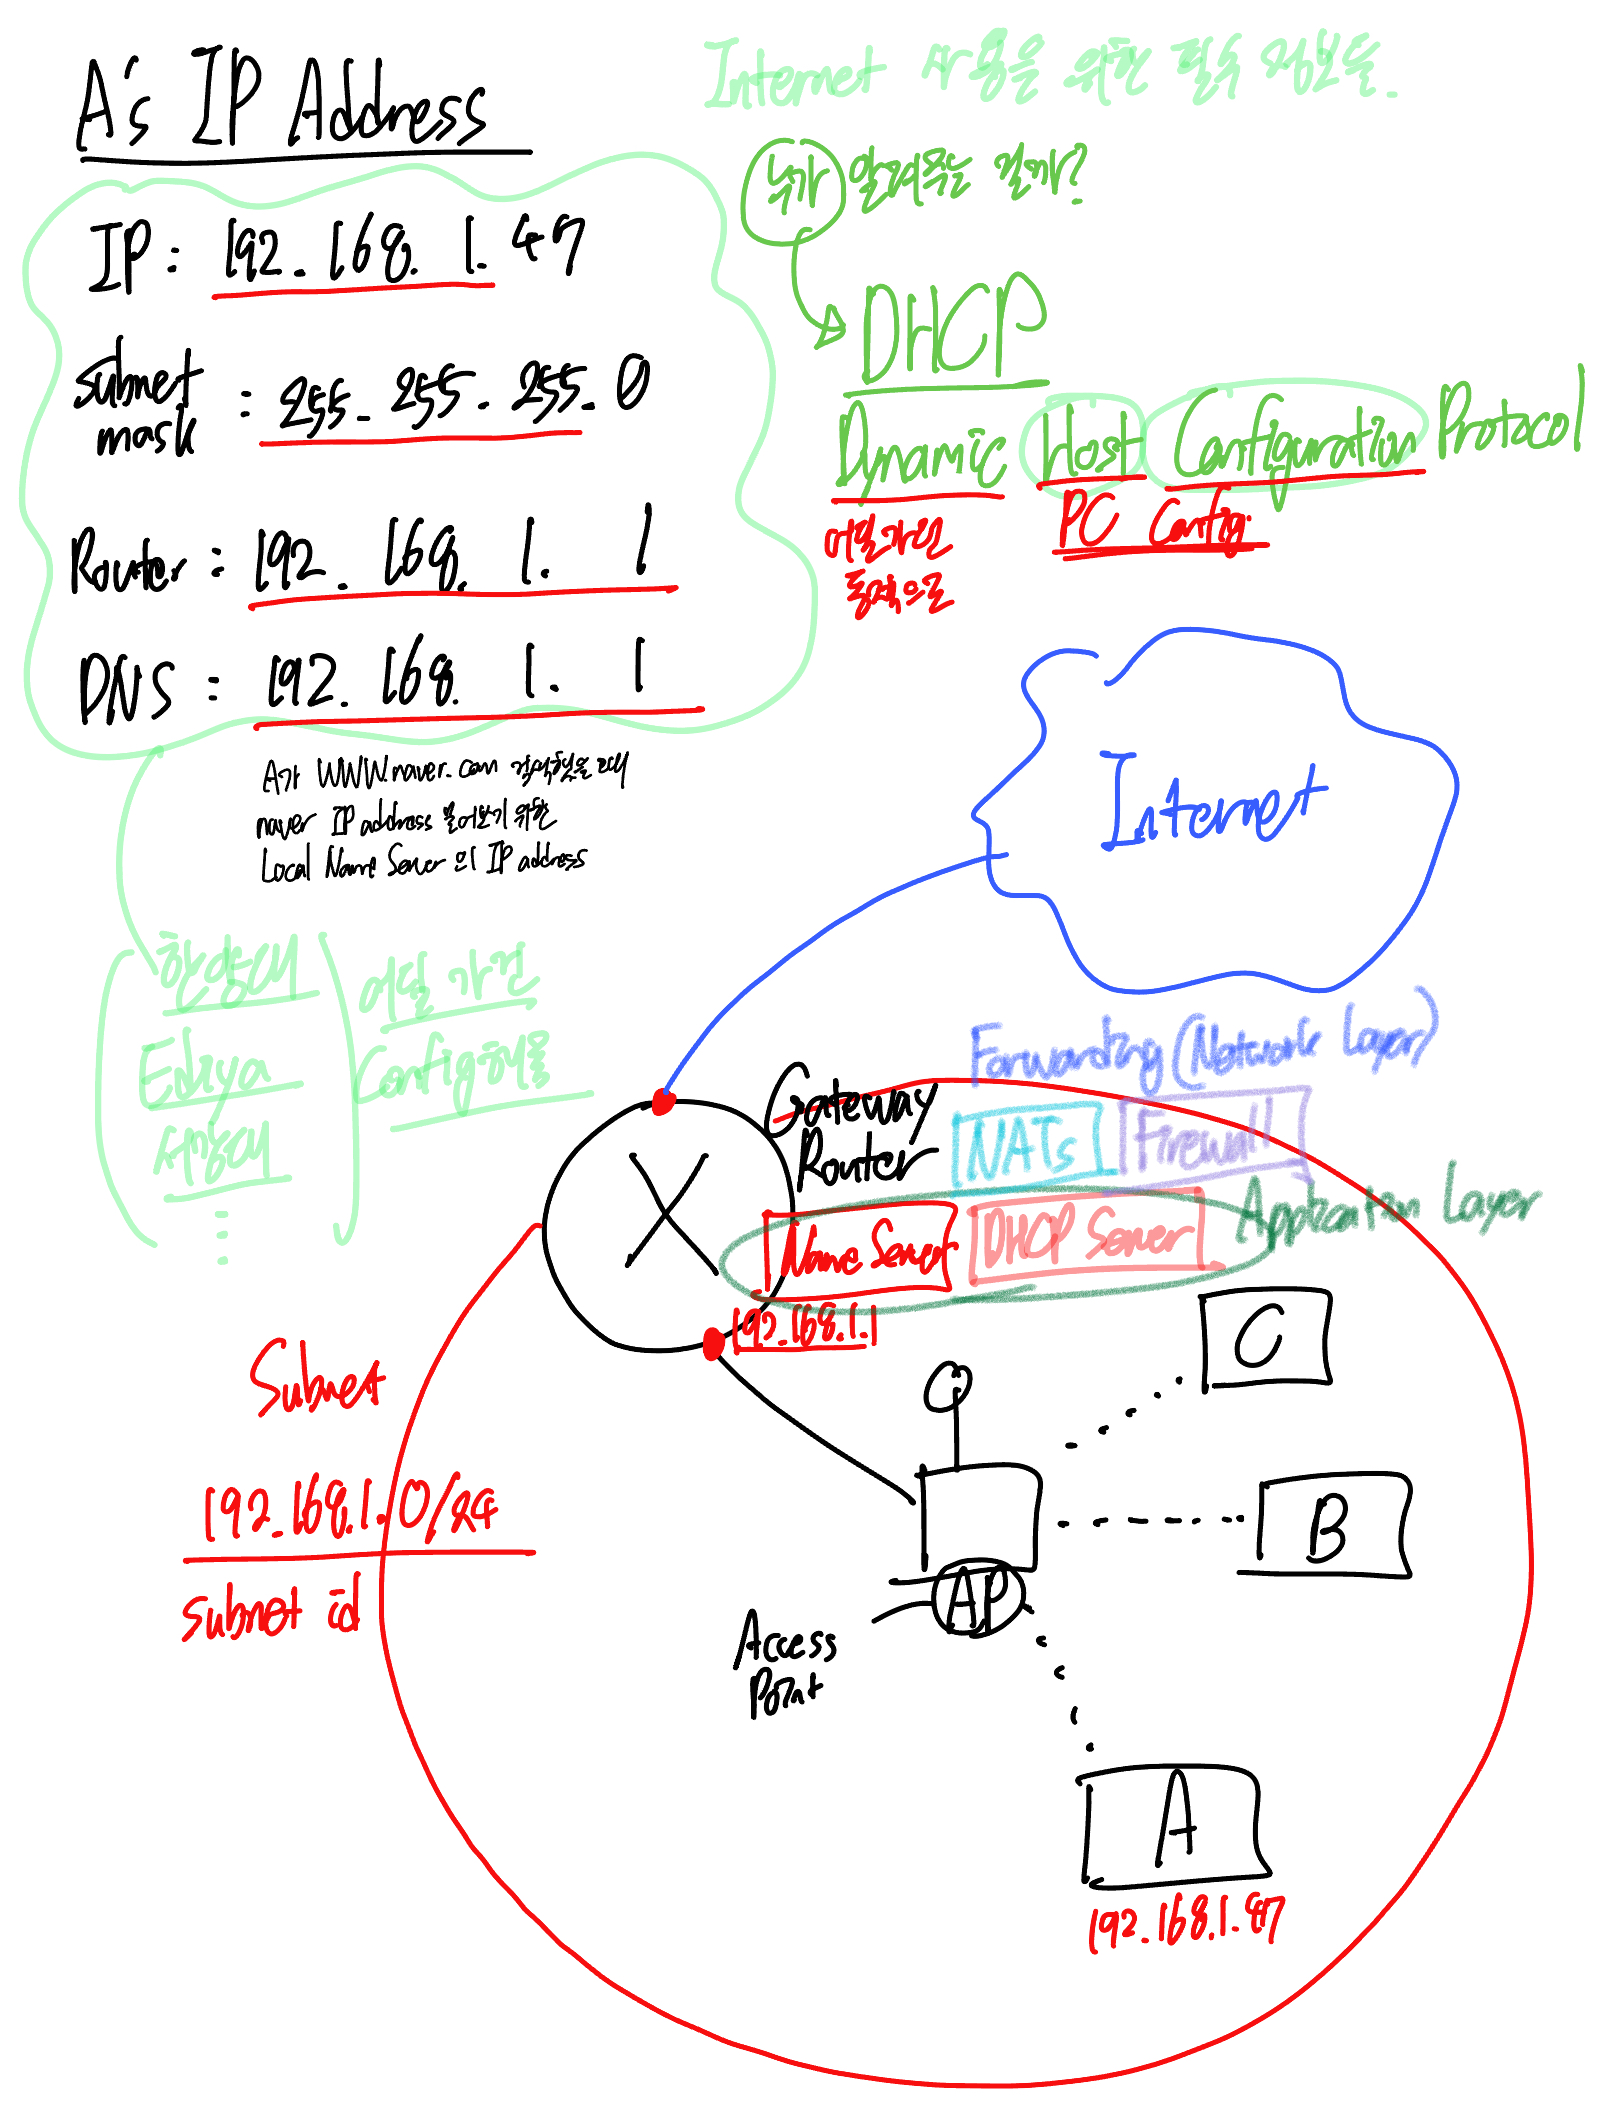 A's IP Address
Internet 사용을 위한 필수 정보들.
누가 알려주는 걸까?
IP : 192.168.1.47
subnet mask : 255.255.255.0
Router : 192.168.1.1
DNS : 192.168.1.1
DHCP
Dynamic Host Configuration Protocol
어딜가든
동적으로
PC Config.
A가 WWW.naver.com 검색했을 때
naver IP address 물어보기 위한
Local Name Server 의 IP address
한양대
Ediya
서강대
⋮
어딜 가건
Config해줌
Internet
Forwarding (Network Layer)
Gateway
Router
NATs
Firewall
Name Server
DHCP Server
Application Layer
192.168.1.1
C
Subnet
192.168.1.0/24
subnet id
B
AP
Access
Point
A
192.168.1.47